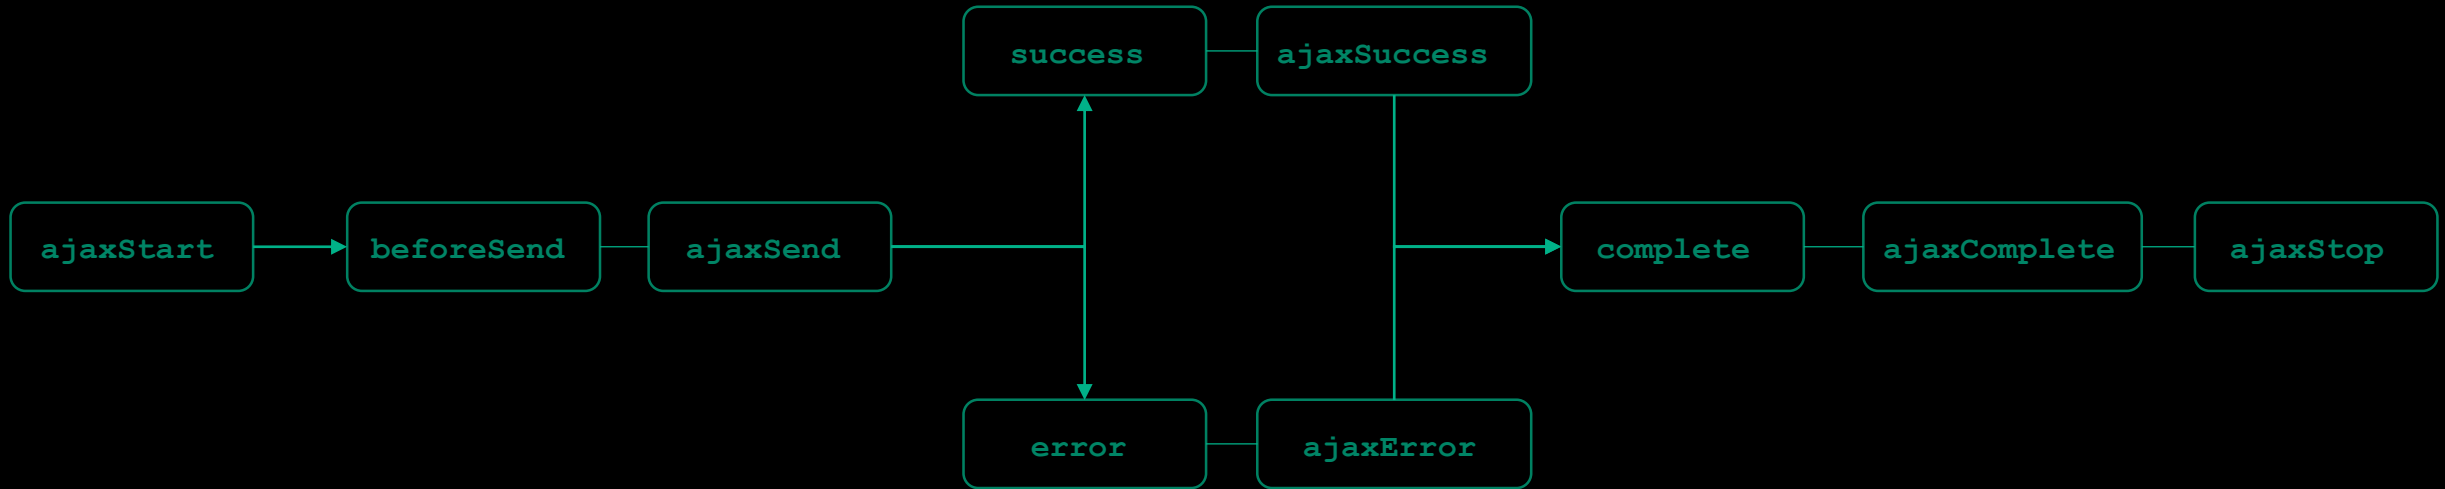 success
ajaxSuccess
ajaxStart
beforeSend
ajaxSend
complete
ajaxComplete
ajaxStop
error
ajaxError